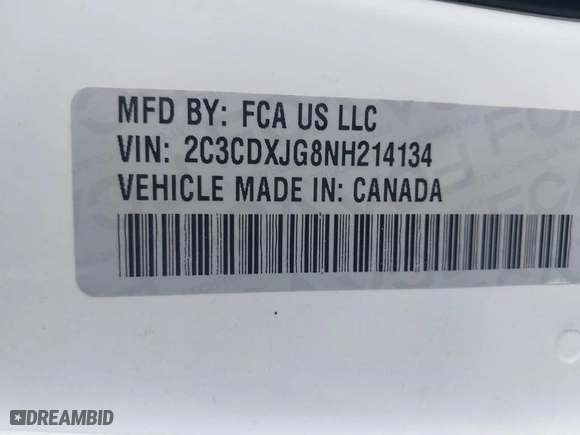 MFD BY: FCA US LLC
VIN: 2C3CDXJG8NH214134
VEHICLE MADE IN: CANADA
DREAMBID